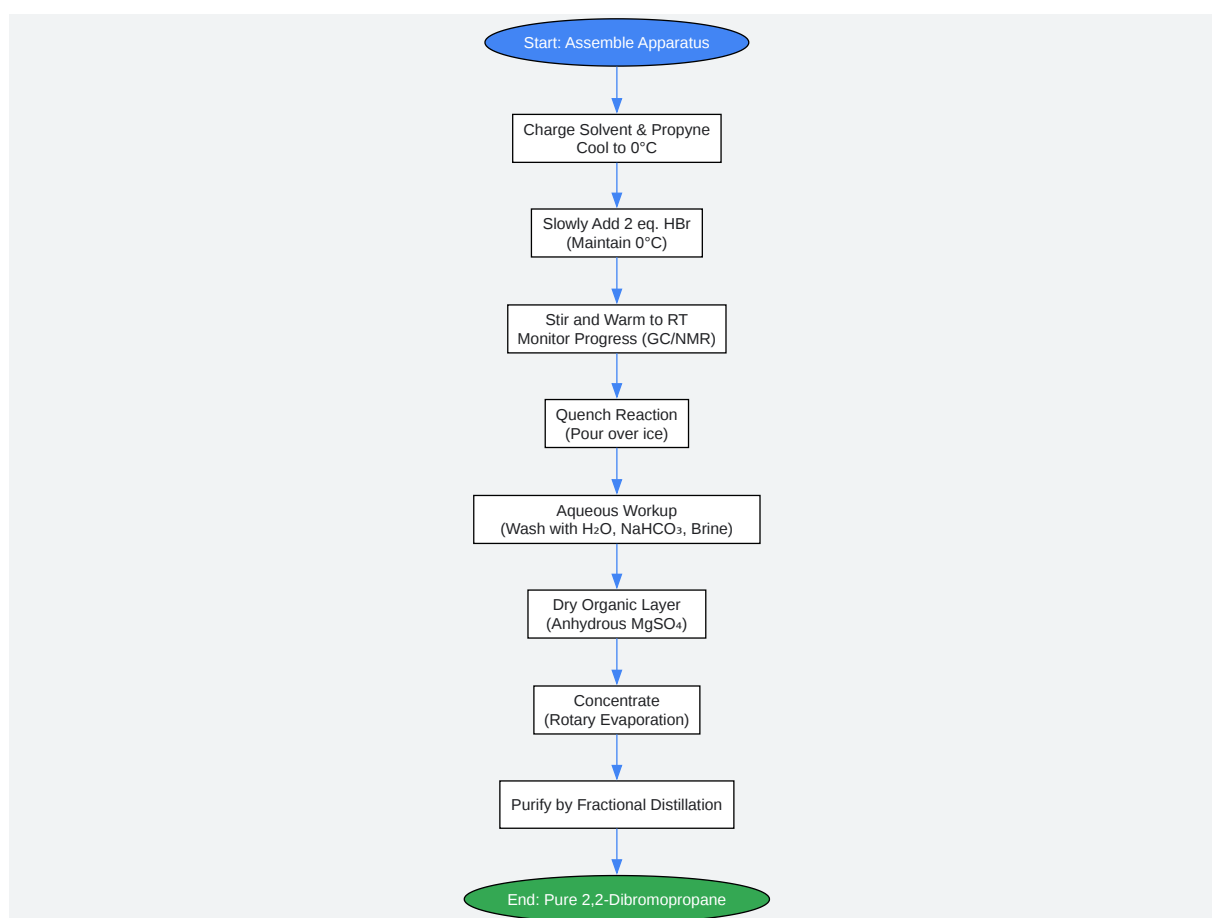 Start: Assemble Apparatus
Charge Solvent & Propyne
Cool to 0°C
Slowly Add 2 eq. HBr
(Maintain 0°C)
Stir and Warm to RT
Monitor Progress (GC/NMR)
Quench Reaction
(Pour over ice)
Aqueous Workup
(Wash with H₂O, NaHCO₃, Brine)
Dry Organic Layer
(Anhydrous MgSO₄)
Concentrate
(Rotary Evaporation)
Purify by Fractional Distillation
End: Pure 2,2-Dibromopropane